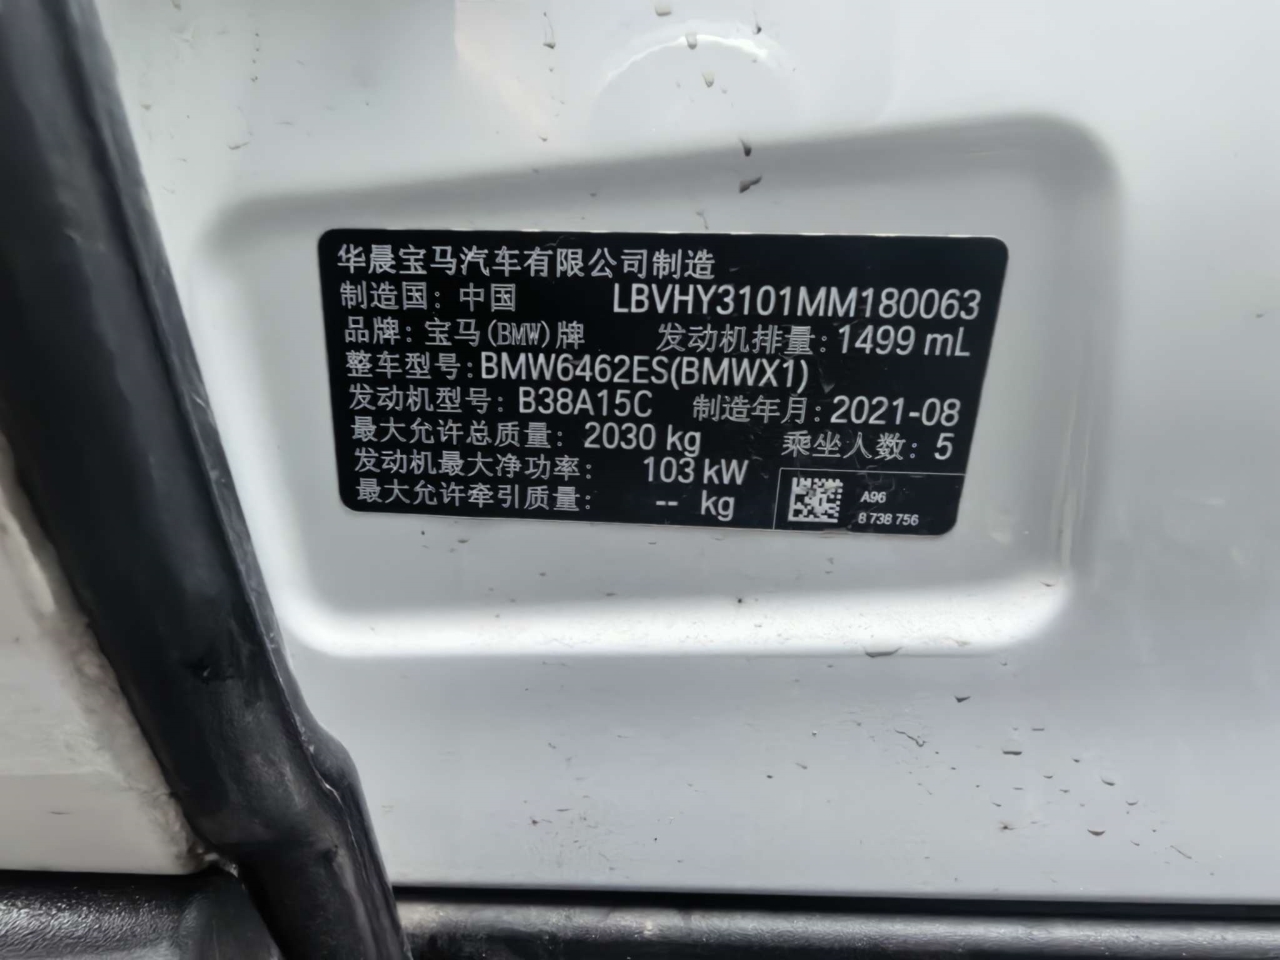 华晨宝马汽车有限公司制造
制造国: 中国 LBVHY3101MM180063
品牌: 宝马(BMW)牌 发动机排量: 1499 mL
整车型号: BMW6462ES(BMWX1)
发动机型号: B38A15C 制造年月: 2021-08
最大允许总质量: 2030 kg 乘坐人数: 5
发动机最大净功率: 103 kW
最大允许牵引质量: -- kg
A96
8 738 756